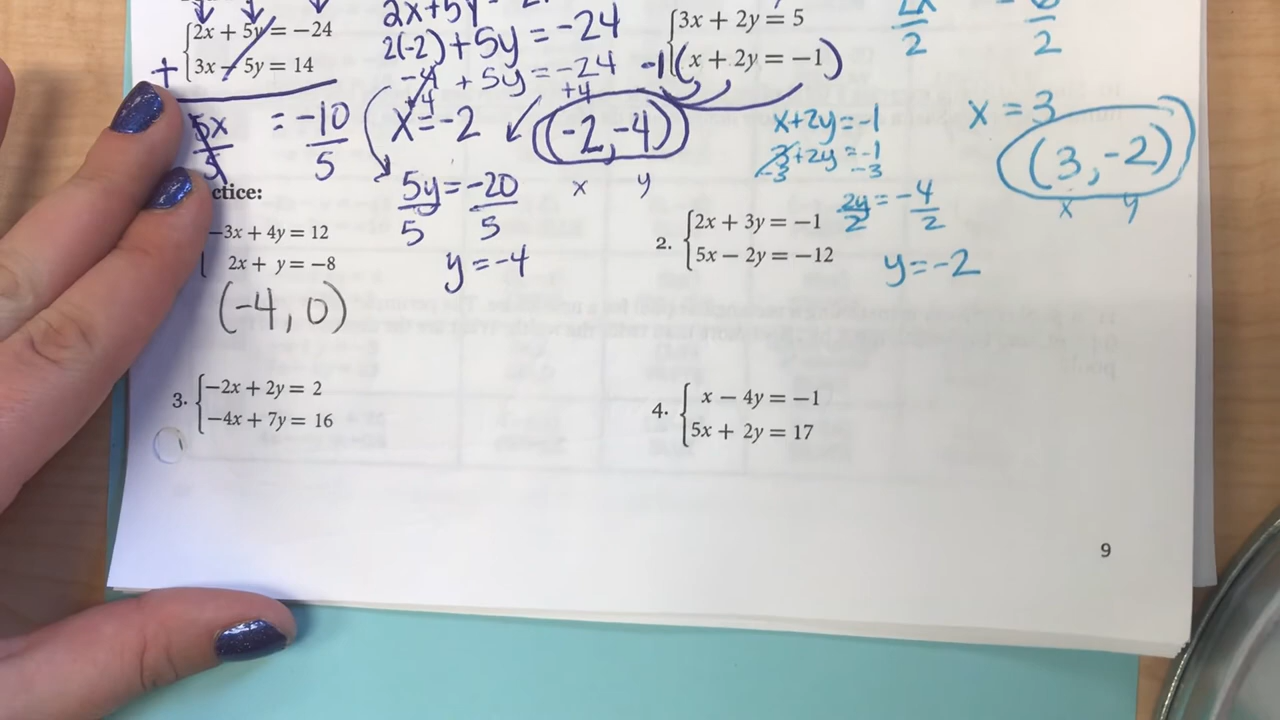 2x + 5y = −24
3x − 5y = 14
+
5x = −10
5 5
2x+5y
2(-2)+5y = -24
-4 + 5y = -24
+4 +4
x = -2
(-2,-4)
x y
5y = -20
5 5
y = -4
3x + 2y = 5
-1(x + 2y = −1)
2 2
x+2y=-1
3+2y=-1
-3 -3
2y = -4
2 2
y = -2
x = 3
(3,-2)
x y
ctice:
−3x + 4y = 12
2x + y = −8
(-4,0)
2. 2x + 3y = −1
5x − 2y = −12
3. −2x + 2y = 2
−4x + 7y = 16
4. x − 4y = −1
5x + 2y = 17
9